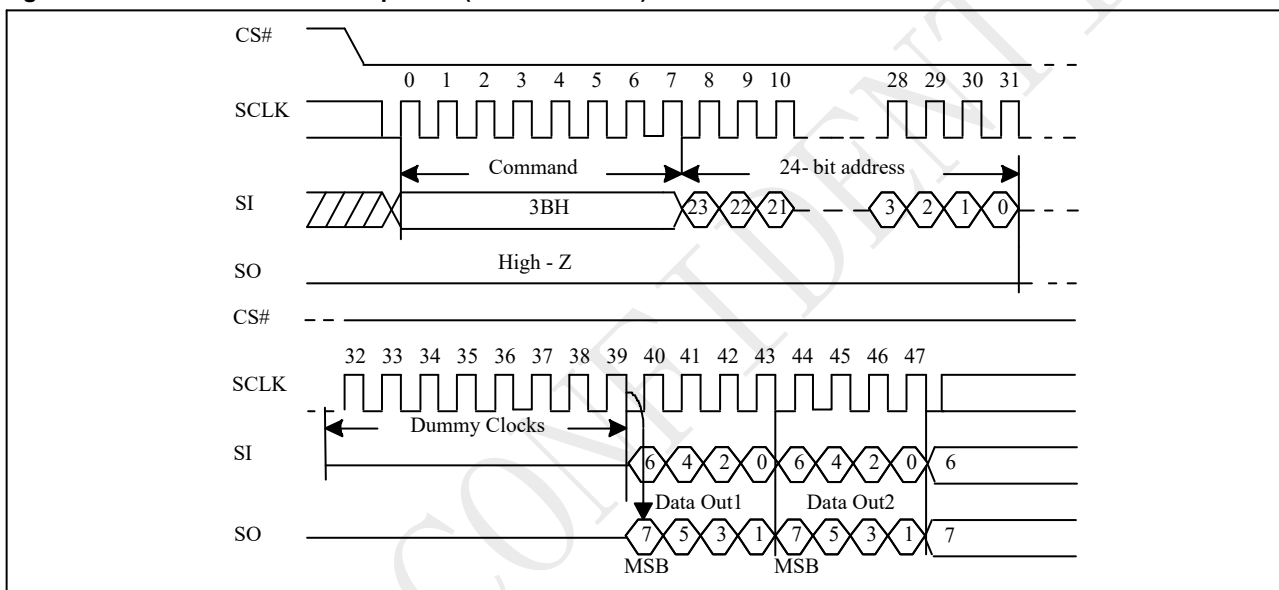 CS#
0 1 2 3 4 5 6 7 8 9 10 28 29 30 31
SCLK
Command 24- bit address
SI 3BH 23 22 21 3 2 1 0
High - Z
SO
CS#
32 33 34 35 36 37 38 39 40 41 42 43 44 45 46 47
SCLK
Dummy Clocks
SI 6 4 2 0 6 4 2 0 6
Data Out1 Data Out2
SO 7 5 3 1 7 5 3 1 7
MSB MSB